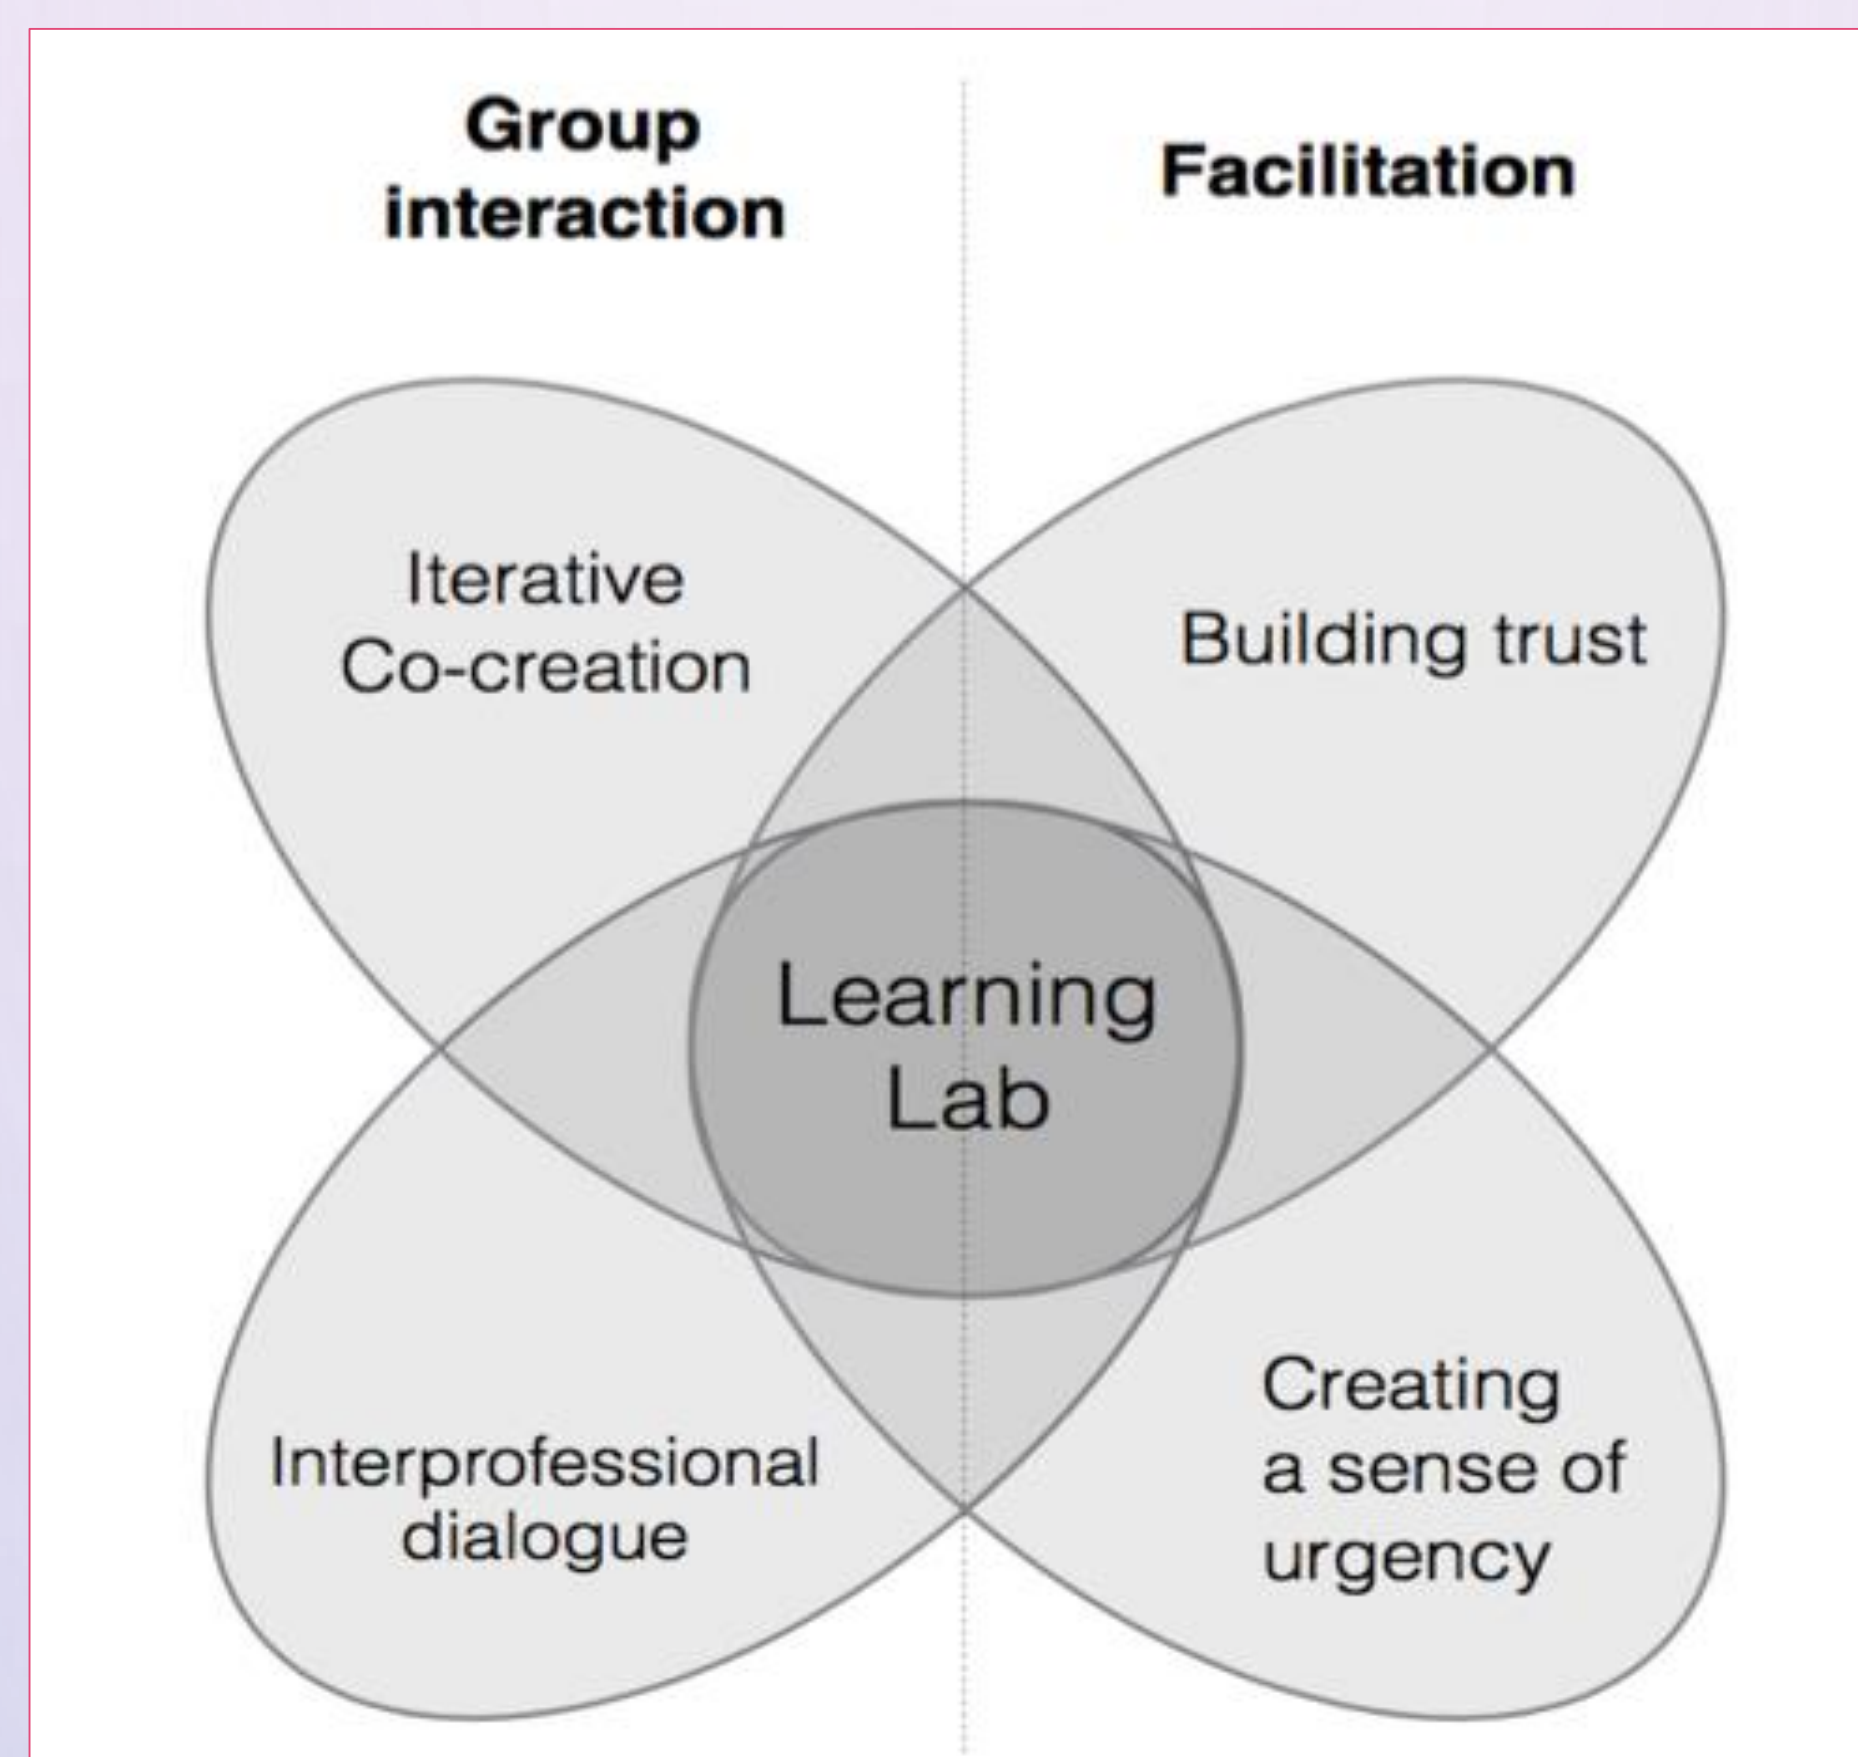 Group
interaction
Facilitation
Iterative
Co-creation
Building trust
Learning
Lab
Interprofessional
dialogue
Creating
a sense of
urgency